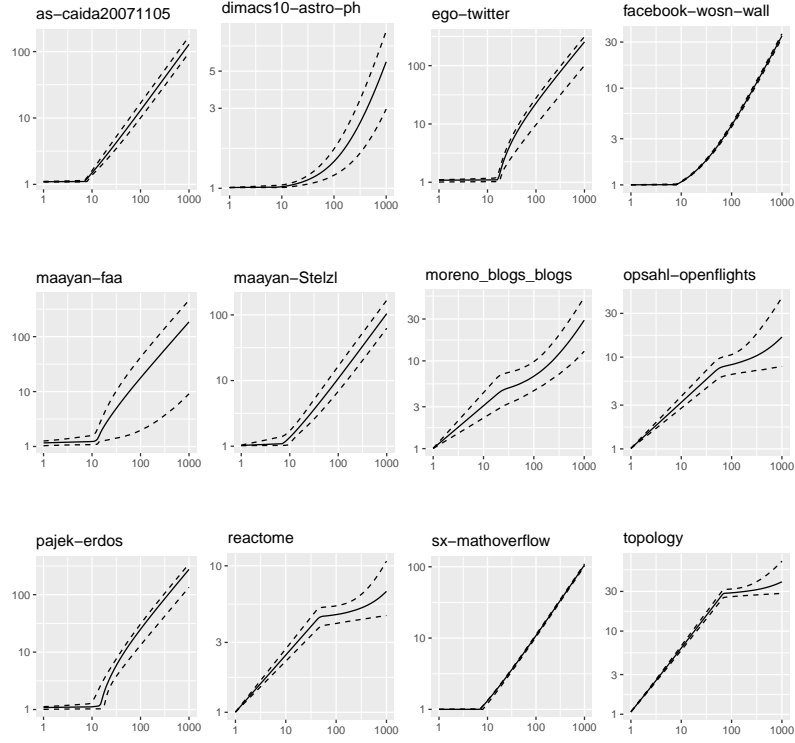 as−caida20071105
dimacs10−astro−ph
ego−twitter
facebook−wosn−wall
100
10
1
1 10 100 1000
5
3
1
1 10 100 1000
100
10
1
1 10 100 1000
30
10
3
1
1 10 100 1000
maayan−faa
maayan−Stelzl
moreno_blogs_blogs
opsahl−openflights
100
10
1
1 10 100 1000
100
10
1
1 10 100 1000
30
10
3
1
1 10 100 1000
30
10
3
1
1 10 100 1000
pajek−erdos
reactome
sx−mathoverflow
topology
100
10
1
1 10 100 1000
10
3
1
1 10 100 1000
100
10
1
1 10 100 1000
30
10
3
1
1 10 100 1000